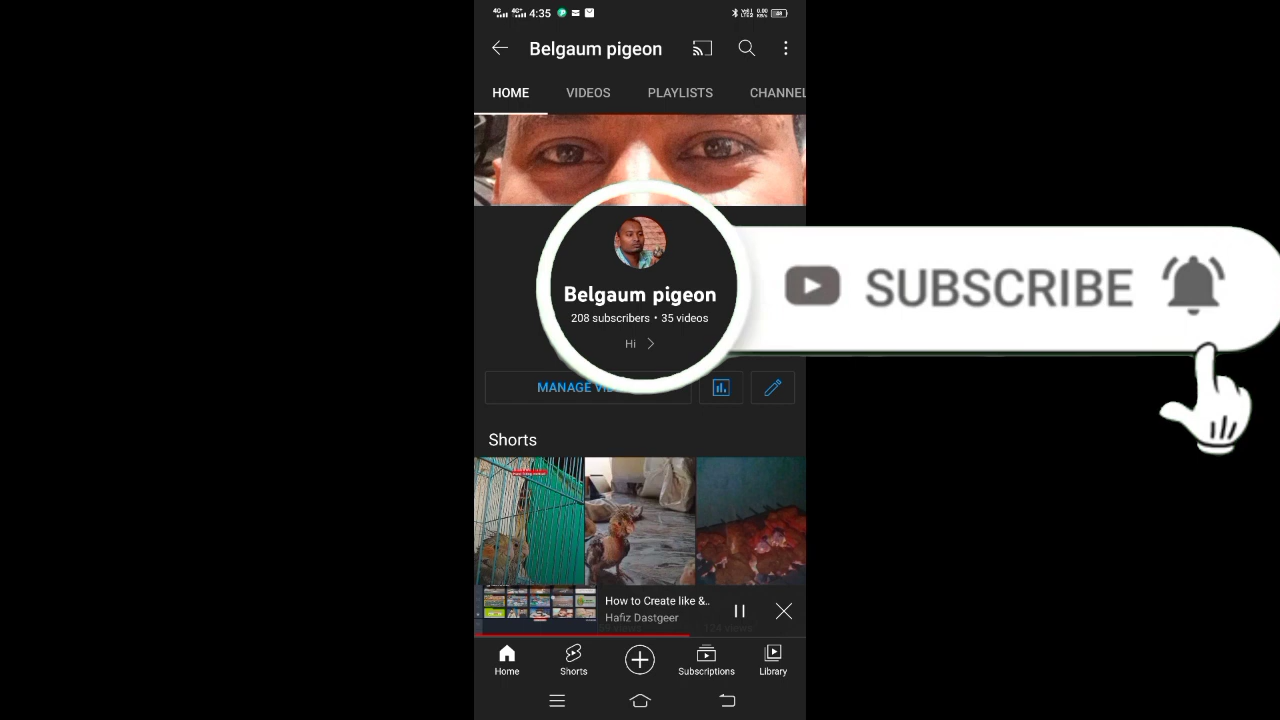 4:35
Belgaum pigeon
HOME VIDEOS PLAYLISTS CHANNEL
Belgaum pigeon
208 subscribers • 35 videos
Hi
SUBSCRIBE
MANAGE
Shorts
How to Create like &..
Hafiz Dastgeer
Home Shorts Subscriptions Library